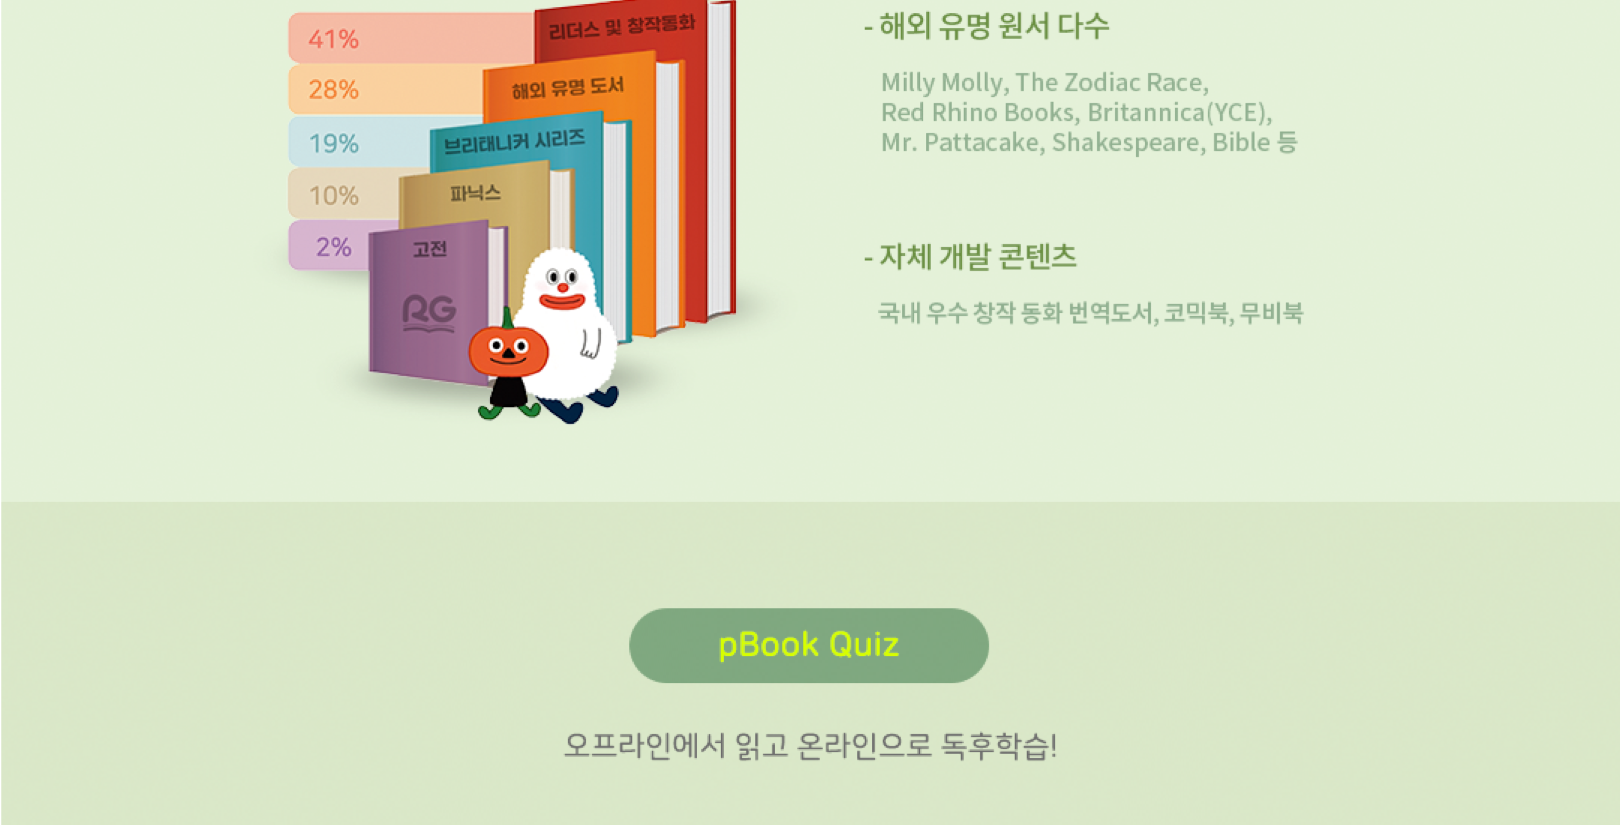 41%
리더스 및 창작동화
28%
해외 유명 도서
19%
브리태니커 시리즈
10%
파닉스
2%
고전
RG
- 해외 유명 원서 다수
Milly Molly, The Zodiac Race,
Red Rhino Books, Britannica(YCE),
Mr. Pattacake, Shakespeare, Bible 등
- 자체 개발 콘텐츠
국내 우수 창작 동화 번역도서, 코믹북, 무비북
pBook Quiz
오프라인에서 읽고 온라인으로 독후학습!